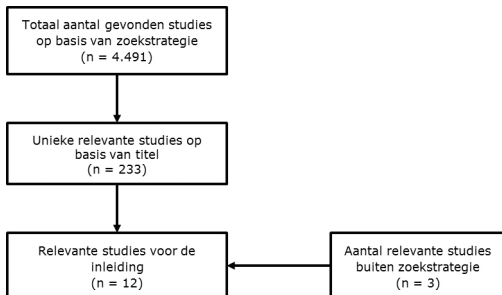 Totaal aantal gevonden studies
op basis van zoekstrategie
(n = 4.491)
Unieke relevante studies op
basis van titel
(n = 233)
Relevante studies voor de
inleiding
(n = 12)
Aantal relevante studies
buiten zoekstrategie
(n = 3)